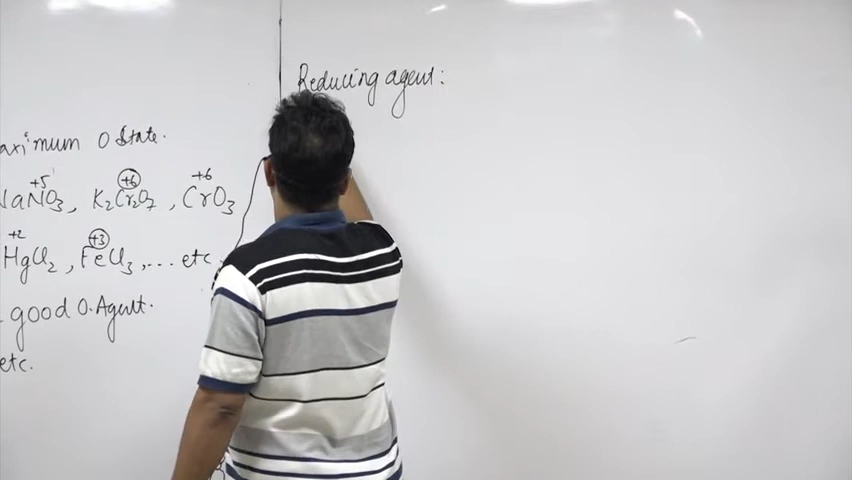 aximum O State.
+5 +6 +6
NaNO3, K2Cr2O7, CrO3
+2 +3
HgCl2, FeCl3, ... etc
good O. Agent.
etc.
Reducing agent: